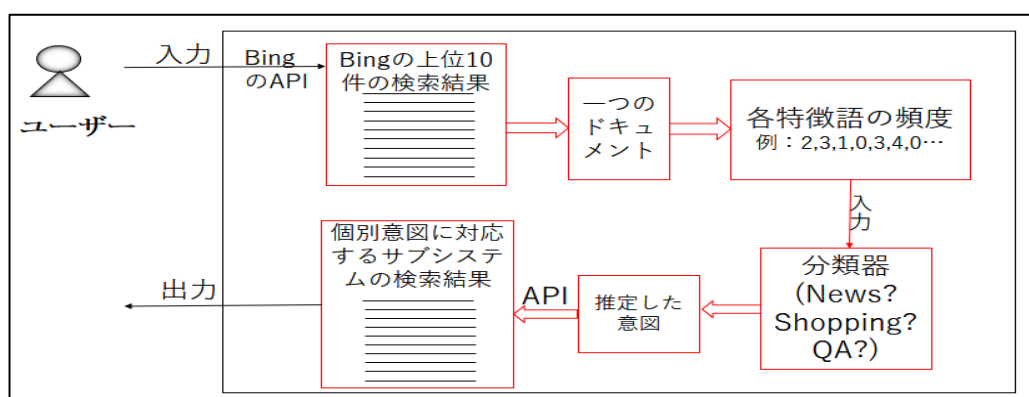 入力
Bing
のAPI
Bingの上位10
件の検索結果
一つの
ドキュ
メント
各特徴語の頻度
例：2,3,1,0,3,4,0…
ユーザー
入力
分類器
(News?
Shopping?
QA?)
推定した
意図
API
個別意図に対応
するサブシステ
ムの検索結果
出力